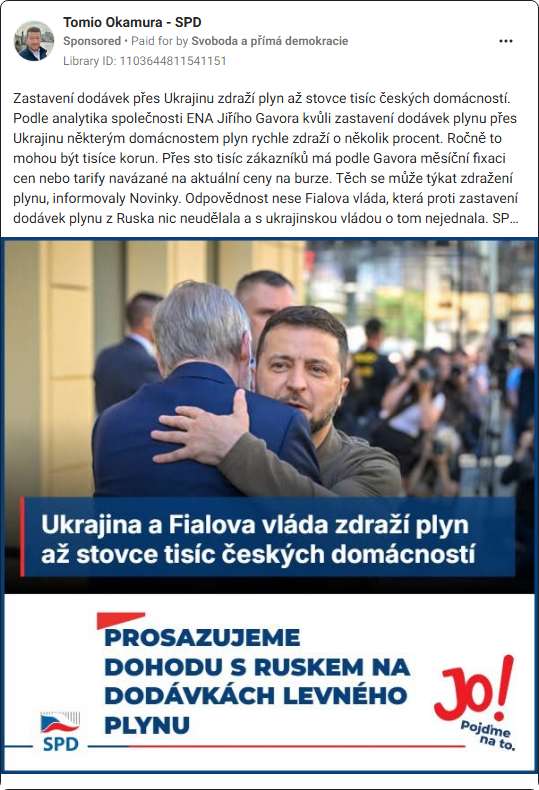 Tomio Okamura - SPD
Sponsored • Paid for by Svoboda a přímá demokracie
Library ID: 1103644811541151
Zastavení dodávek přes Ukrajinu zdraží plyn až stovce tisíc českých domácností.
Podle analytika společnosti ENA Jiřího Gavora kvůli zastavení dodávek plynu přes
Ukrajinu některým domácnostem plyn rychle zdraží o několik procent. Ročně to
mohou být tisíce korun. Přes sto tisíc zákazníků má podle Gavora měsíční fixaci
cen nebo tarify navázané na aktuální ceny na burze. Těch se může týkat zdražení
plynu, informovaly Novinky. Odpovědnost nese Fialova vláda, která proti zastavení
dodávek plynu z Ruska nic neudělala a s ukrajinskou vládou o tom nejednala. SP...
Ukrajina a Fialova vláda zdraží plyn
až stovce tisíc českých domácností
PROSAZUJEME
DOHODU S RUSKEM NA
DODÁVKÁCH LEVNÉHO
PLYNU
SPD
Jo!
Pojďme
na to.